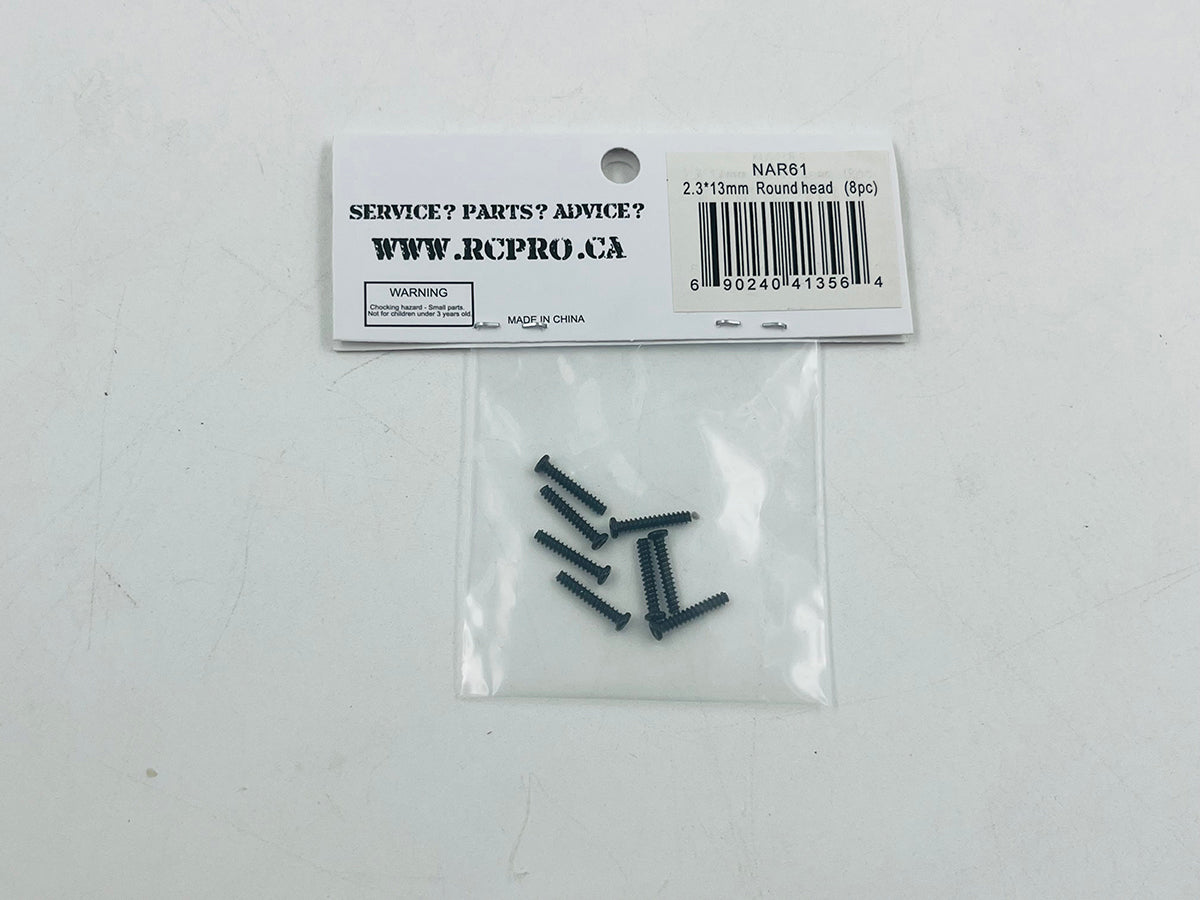 SERVICE? PARTS? ADVICE?
WWW.RCPRO.CA
WARNING
Chocking hazard - Small parts.
Not for children under 3 years old.
MADE IN CHINA
NAR61
2.3*13mm Round head (8pc)
6 90240 41356 4